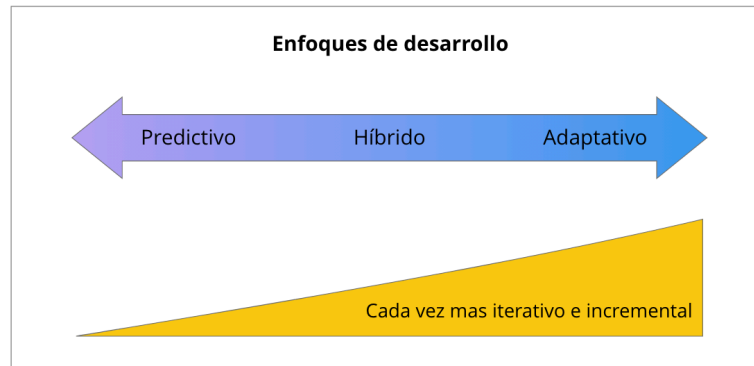 Enfoques de desarrollo
Predictivo Híbrido Adaptativo
Cada vez mas iterativo e incremental